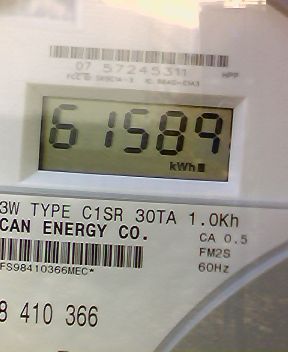 07 57245311
HPP
61589
kWh
3W TYPE C1SR 30TA 1.0Kh
CAN ENERGY CO.
CA 0.5
FM2S
60Hz
FS98410366MEC*
8 410 366